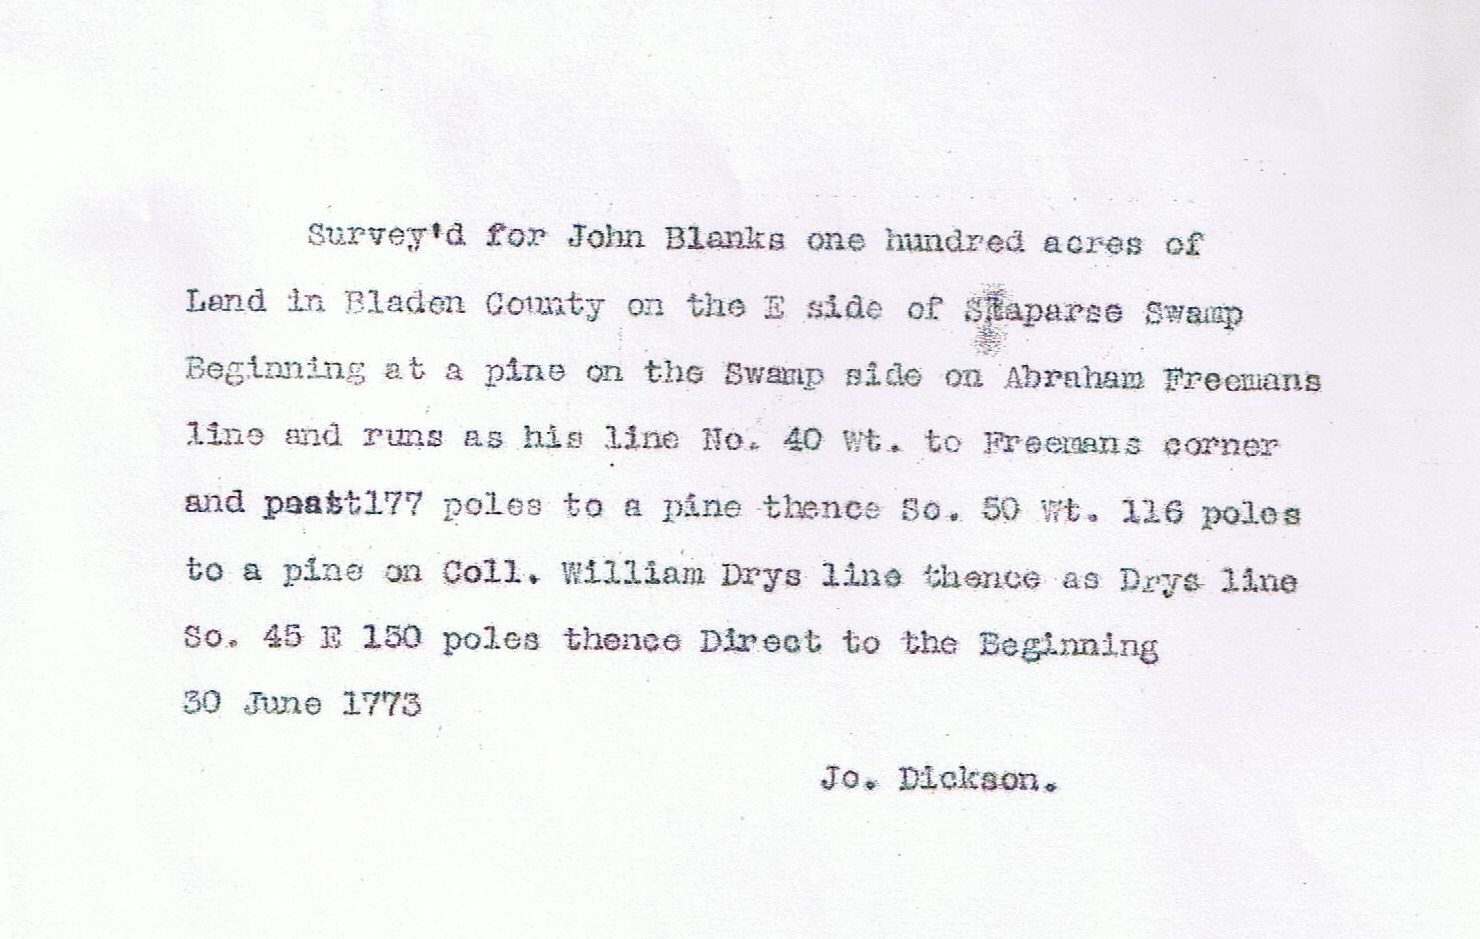 Survey'd for John Blanks one hundred acres of
Land in Bladen County on the E side of Swamp
Beginning at a pine on the Swamp side on Abraham Freemans
line and runs as his line No. 40 Wt. to Freemans corner
and 177 poles to a pine thence So. 50 Wt. 116 poles
to a pine on Coll. William Drys line thence as Drys line
So. 45 E 150 poles thence Direct to the Beginning
30 June 1773
Jo. Dickson.